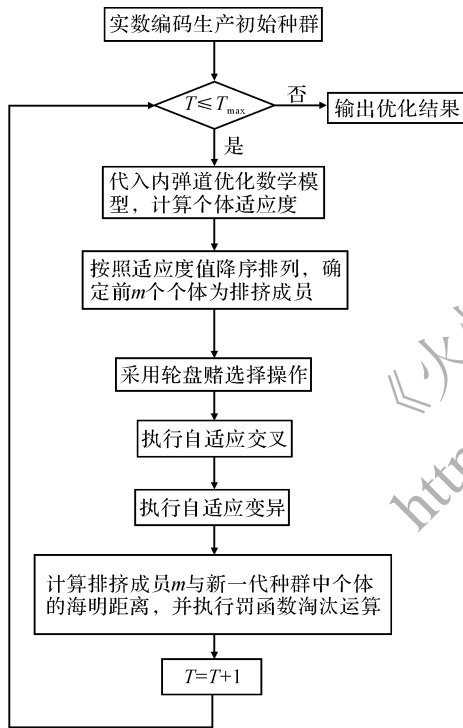 实数编码生产初始种群
T≤Tmax
否
输出优化结果
是
代入内弹道优化数学模
型，计算个体适应度
按照适应度值降序排列，确
定前m个个体为排挤成员
采用轮盘赌选择操作
执行自适应交叉
执行自适应变异
计算排挤成员m与新一代种群中个体
的海明距离，并执行罚函数淘汰运算
T=T+1
《火
http